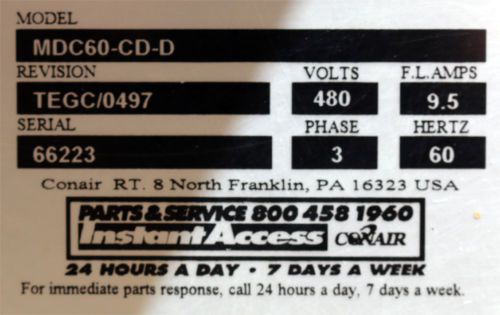 MODEL
MDC60-CD-D
REVISION VOLTS F.L.AMPS
TEGC/0497 480 9.5
SERIAL PHASE HERTZ
66223 3 60
Conair RT. 8 North Franklin, PA 16323 USA
PARTS & SERVICE 800 458 1960
Instant Access CONAIR
24 HOURS A DAY • 7 DAYS A WEEK
For immediate parts response, call 24 hours a day, 7 days a week.